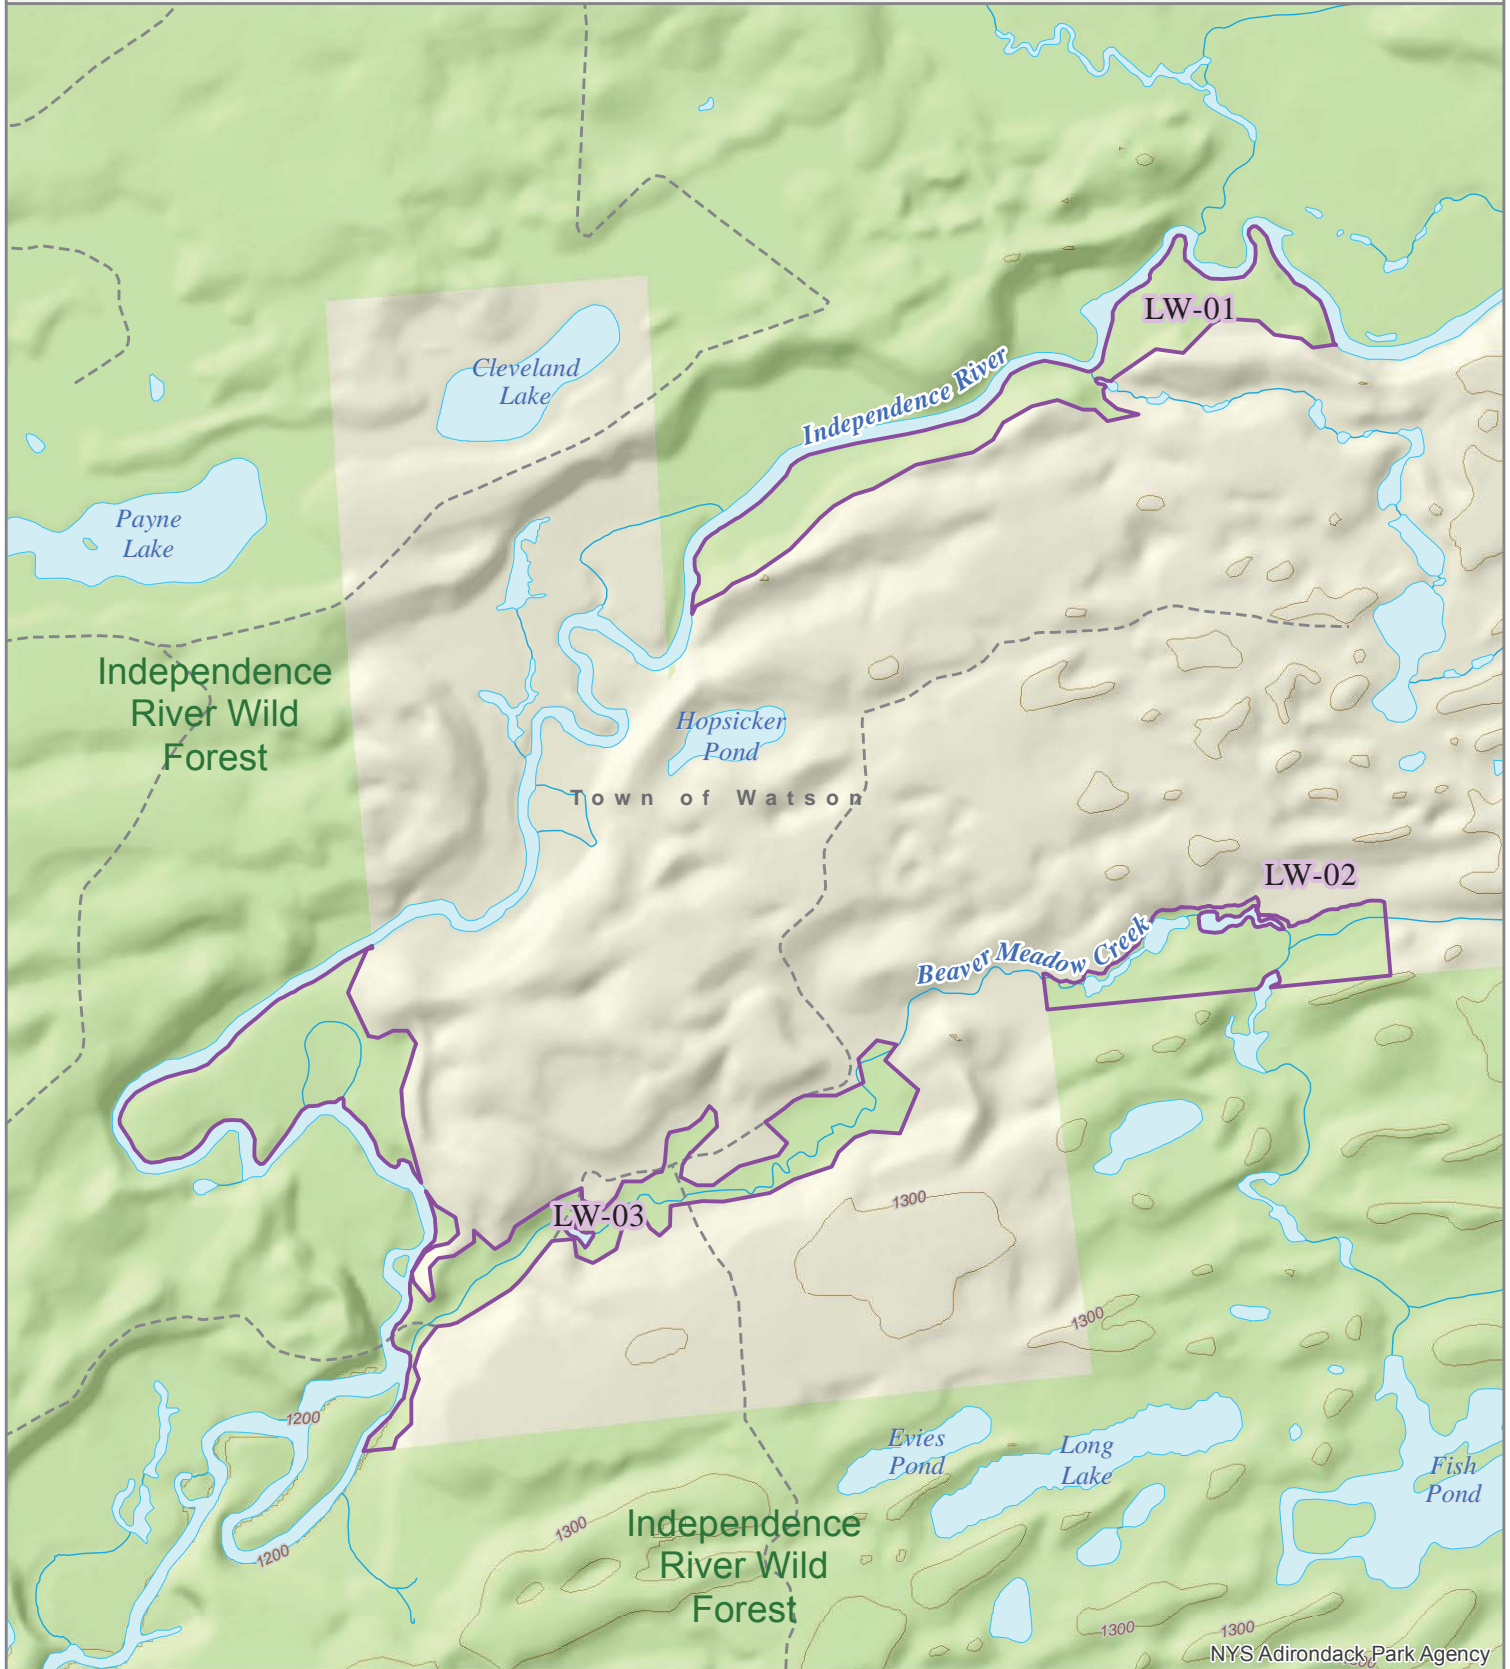 LW-01
Independence River
Cleveland
Lake
Payne
Lake
Independence
River Wild
Forest
Hopsicker
Pond
Town of Watson
LW-02
Beaver Meadow Creek
1300
LW-03
1300
1200
Evies
Pond
Long
Lake
Fish
Pond
1300
1200
Independence
River Wild
Forest
1300
1300
NYS Adirondack Park Agency